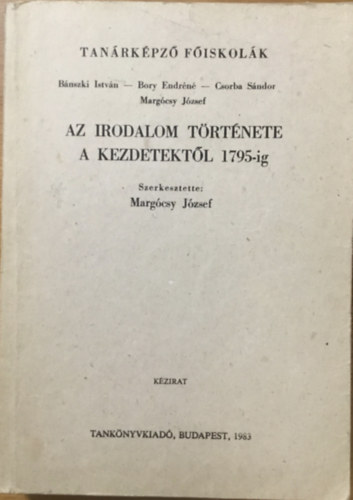 TANÁRKÉPZŐ FŐISKOLÁK
Bánszki István — Bory Endréné — Csorba Sándor
Margócsy József
AZ IRODALOM TÖRTÉNETE
A KEZDETEKTŐL 1795-ig
Szerkesztette:
Margócsy József
KÉZIRAT
TANKÖNYVKIADÓ, BUDAPEST, 1983